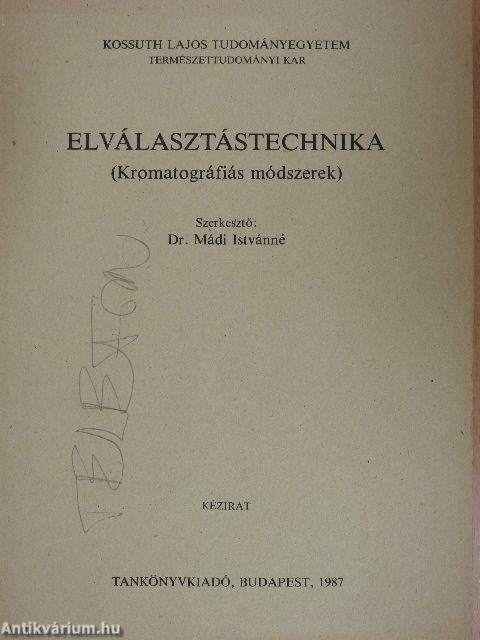 KOSSUTH LAJOS TUDOMÁNYEGYETEM
TERMÉSZETTUDOMÁNYI KAR
ELVÁLASZTÁSTECHNIKA
(Kromatográfiás módszerek)
Szerkesztő:
Dr. Mádi Istvánné
KÉZIRAT
TANKÖNYVKIADÓ, BUDAPEST, 1987
Antikvárium.hu